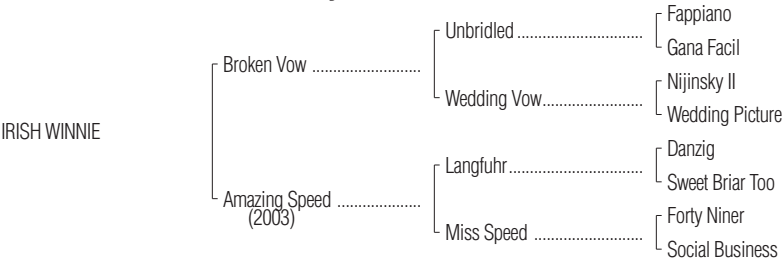 Fappiano
Unbridled ..............................
Gana Facil
Broken Vow ..........................
Nijinsky II
Wedding Vow........................
Wedding Picture
IRISH WINNIE
Danzig
Langfuhr................................
Sweet Briar Too
Amazing Speed ....................
(2003)
Forty Niner
Miss Speed ..........................
Social Business